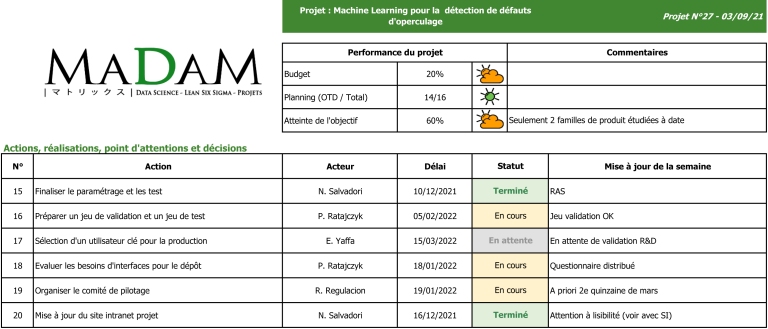 Projet : Machine Learning pour la détection de défauts
d'operculage
Projet N°27 - 03/09/21
MADAM
| マトリックス | DATA SCIENCE - LEAN SIX SIGMA - PROJETS
Performance du projet Commentaires
Budget 20%
Planning (OTD / Total) 14/16
Atteinte de l'objectif 60% Seulement 2 familles de produit étudiées à date
Actions, réalisations, point d'attentions et décisions
N° Action Acteur Délai Statut Mise à jour de la semaine
15 Finaliser le paramétrage et les test N. Salvadori 10/12/2021 Terminé RAS
16 Préparer un jeu de validation et un jeu de test P. Ratajczyk 05/02/2022 En cours Jeu validation OK
17 Sélection d'un utilisateur clé pour la production E. Yaffa 15/03/2022 En attente En attente de validation R&D
18 Evaluer les besoins d'interfaces pour le dépôt P. Ratajczyk 18/01/2022 En cours Questionnaire distribué
19 Organiser le comité de pilotage R. Regulacion 19/01/2022 En cours A priori 2e quinzaine de mars
20 Mise à jour du site intranet projet N. Salvadori 16/12/2021 Terminé Attention à lisibilité (voir avec SI)